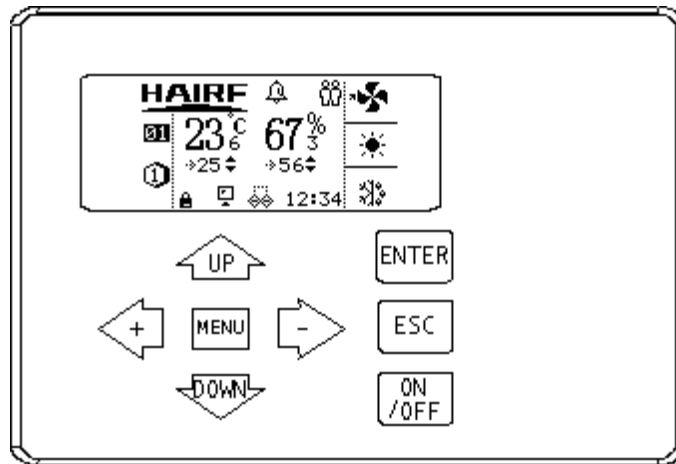 HAIRF
01 23°C 6 67% 3
→25 →56
1
12:34
UP ENTER
+ MENU - ESC
DOWN ON
/OFF